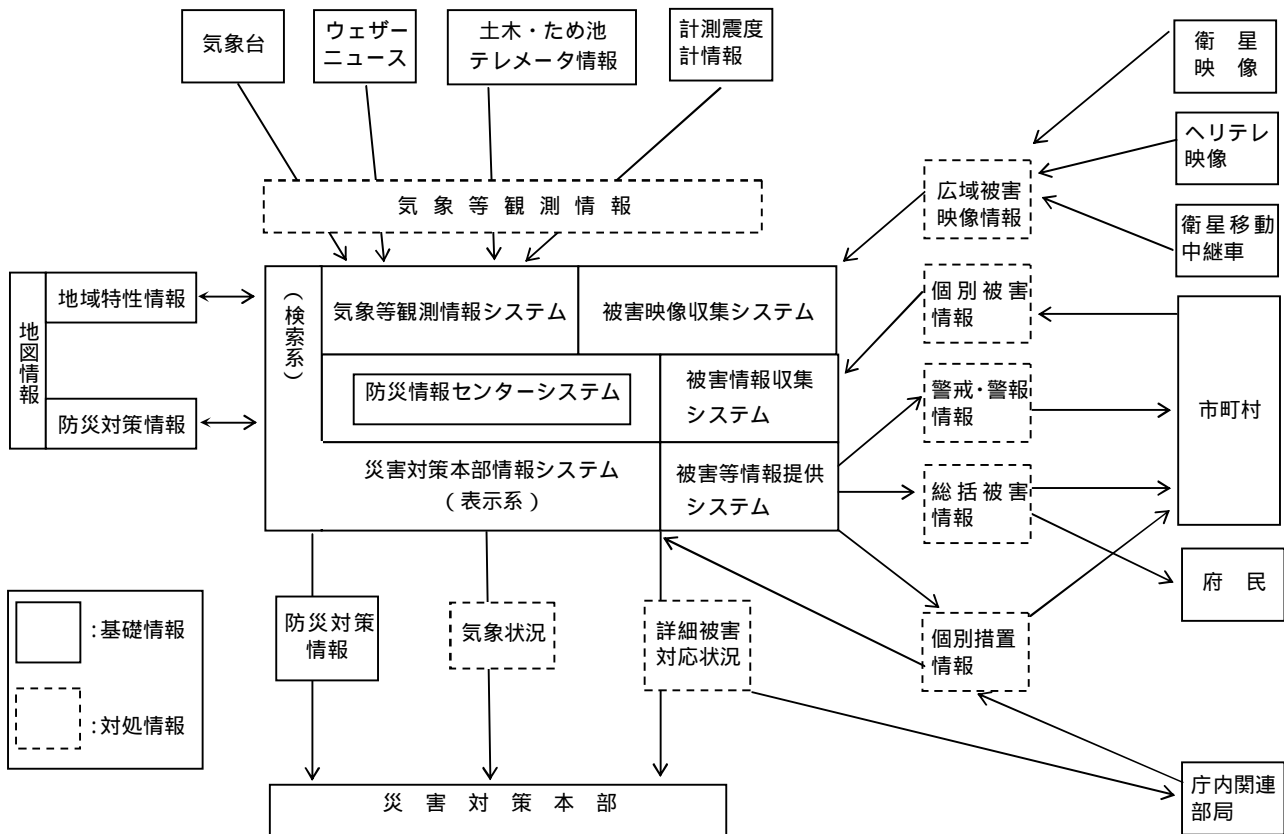 気象台
ウェザー
ニュース
土木・ため池
テレメータ情報
計測震度
計情報
衛星
映像
ヘリテレ
映像
衛星移動
中継車
気象等観測情報
広域被害
映像情報
地図情報
地域特性情報
防災対策情報
（検索系）
気象等観測情報システム
被害映像収集システム
防災情報センターシステム
被害情報収集
システム
災害対策本部情報システム
（表示系）
被害等情報提供
システム
個別被害
情報
警戒・警報
情報
総括被害
情報
市町村
府民
:基礎情報
:対処情報
防災対策
情報
気象状況
詳細被害
対応状況
個別措置
情報
災害対策本部
庁内関連
部局